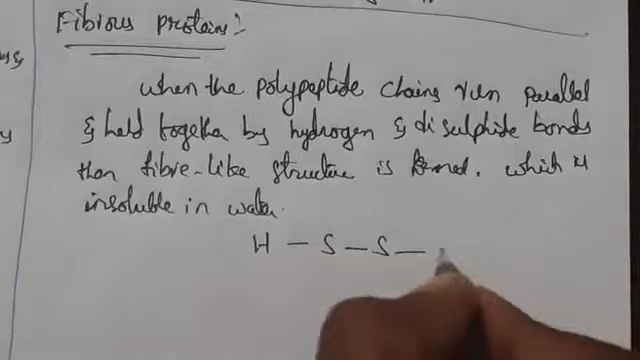 Fibious proteins:-
when the polypeptide chains run parallel
& held together by hydrogen & disulphide bonds
then fibre-like structure is formed. which is
insoluble in water.
H — S — S —